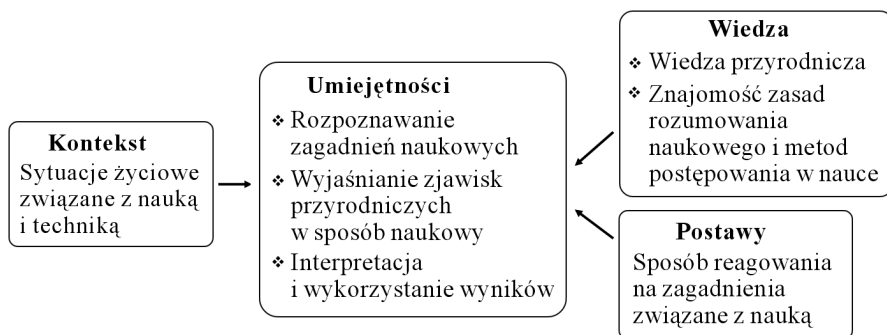 Kontekst
Sytuacje życiowe
związane z nauką
i techniką
Umiejętności
❖ Rozpoznawanie
zagadnień naukowych
❖ Wyjaśnianie zjawisk
przyrodniczych
w sposób naukowy
❖ Interpretacja
i wykorzystanie wyników
Wiedza
❖ Wiedza przyrodnicza
❖ Znajomość zasad
rozumowania
naukowego i metod
postępowania w nauce
Postawy
Sposób reagowania
na zagadnienia
związane z nauką